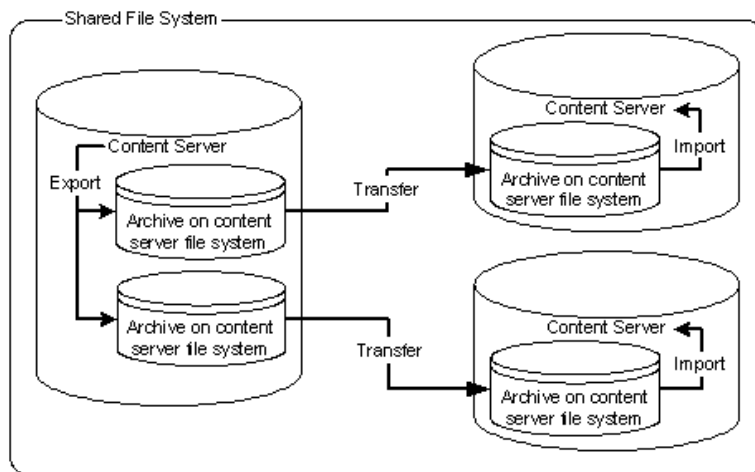 Shared File System
Content Server
Export
Archive on content
server file system
Archive on content
server file system
Transfer
Transfer
Content Server
Import
Archive on content
server file system
Content Server
Import
Archive on content
server file system